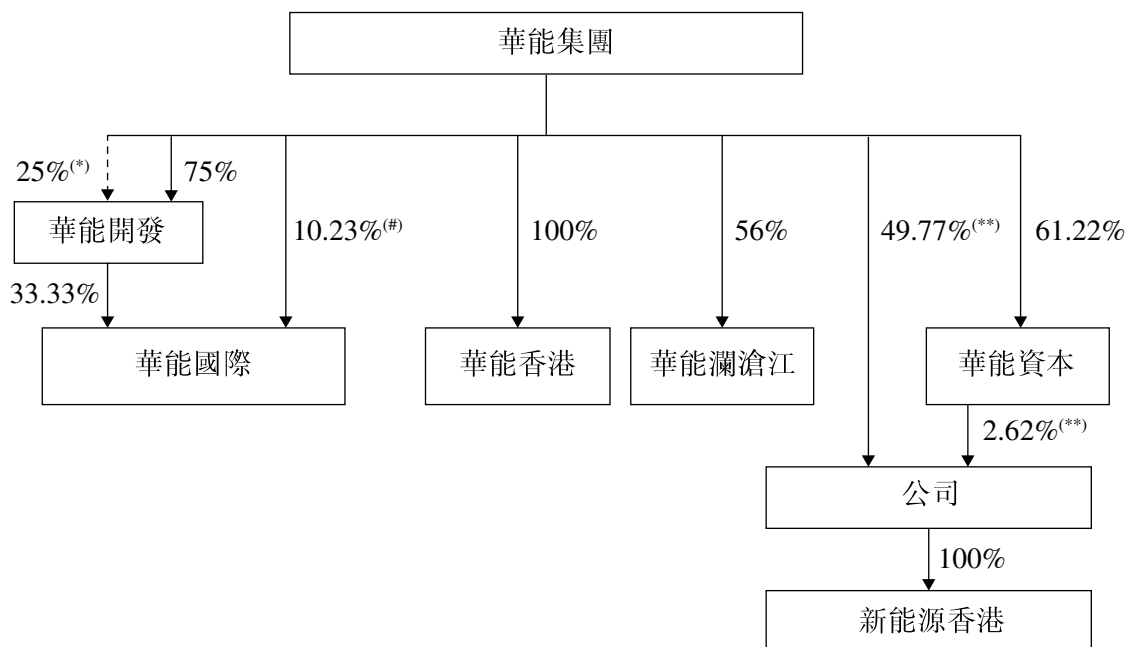 華能集團
25%(*)
75%
10.23%(#)
100%
56%
49.77%(**)
61.22%
華能開發
33.33%
華能國際
華能香港
華能瀾滄江
華能資本
2.62%(**)
公司
100%
新能源香港